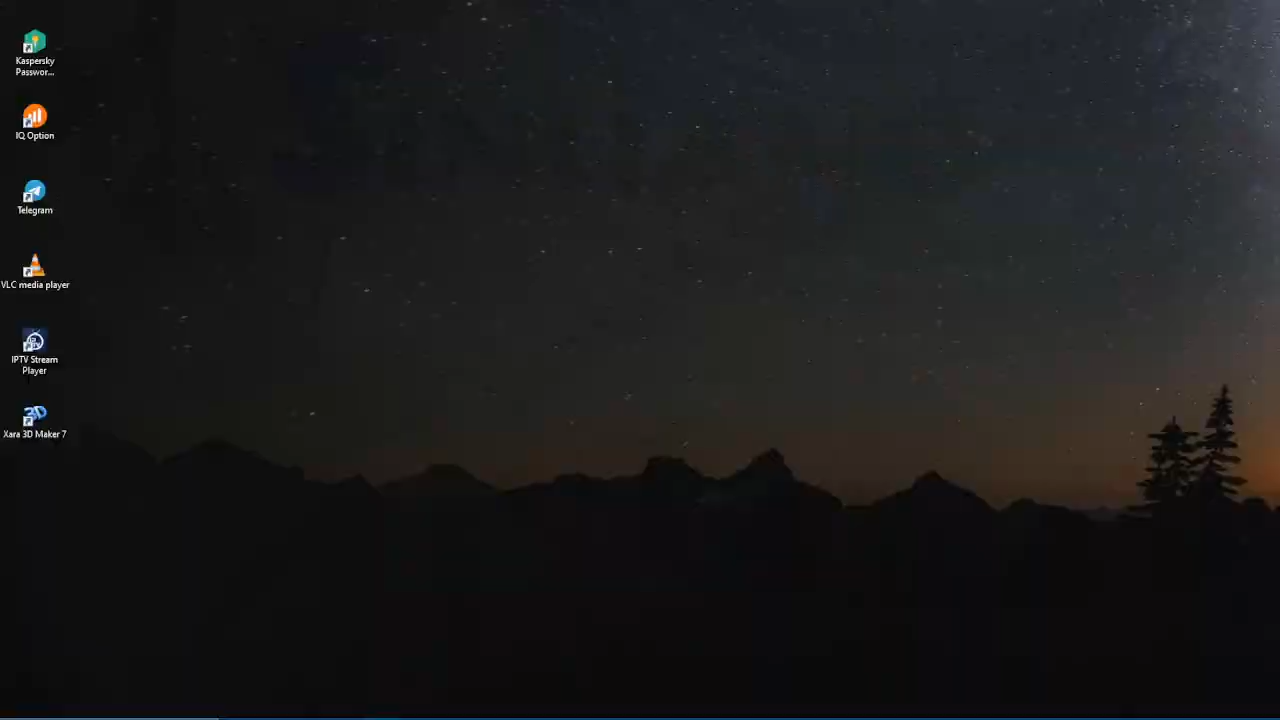 Kaspersky
Passwor...
IQ Option
Telegram
VLC media player
IPTV Stream
Player
Xara 3D Maker 7